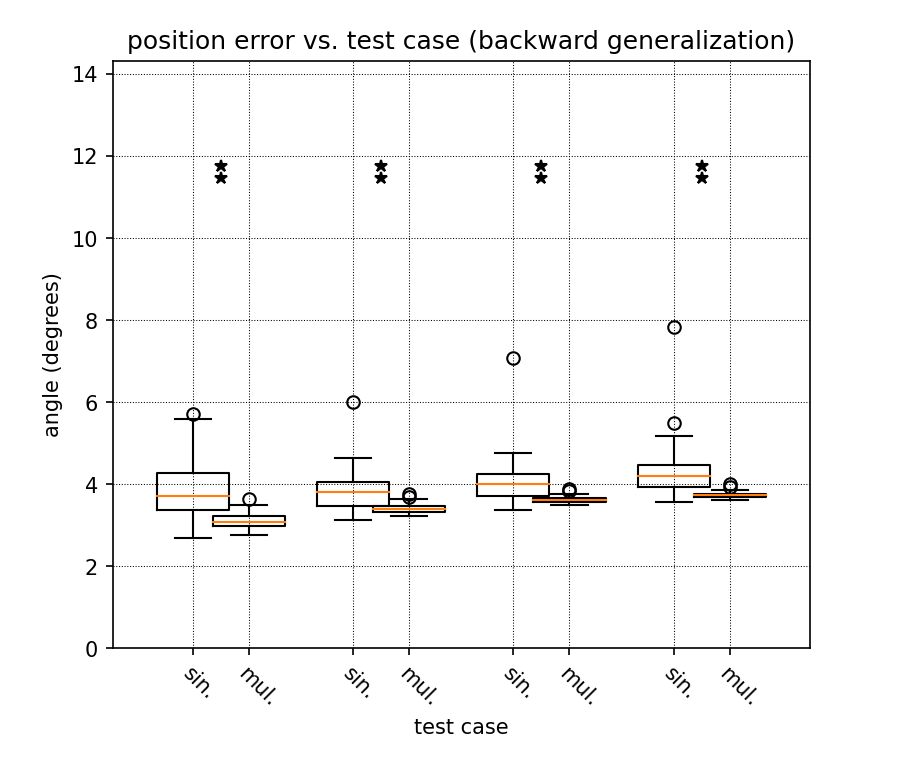 position error vs. test case (backward generalization)
14
12
10
8
6
4
2
0
angle (degrees)
sin. mul. sin. mul. sin. mul. sin. mul.
test case